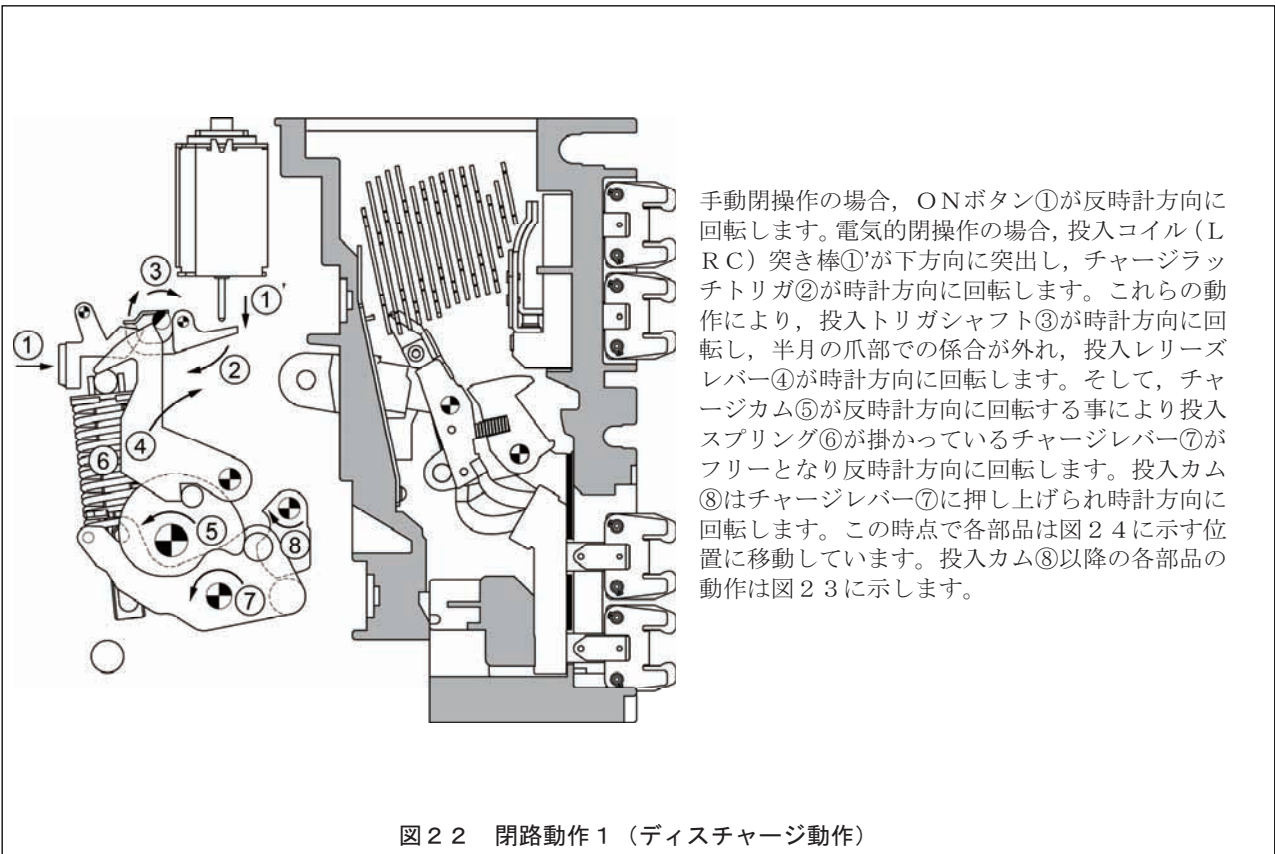 ①
③
①’
②
④
⑥
⑤
⑧
⑦
手動閉操作の場合，ＯＮボタン①が反時計方向に
回転します。電気的閉操作の場合，投入コイル（Ｌ
ＲＣ）突き棒①’が下方向に突出し，チャージラッ
チトリガ②が時計方向に回転します。これらの動
作により，投入トリガシャフト③が時計方向に回
転し，半月の爪部での係合が外れ，投入レリーズ
レバー④が時計方向に回転します。そして，チャ
ージカム⑤が反時計方向に回転する事により投入
スプリング⑥が掛かっているチャージレバー⑦が
フリーとなり反時計方向に回転します。投入カム
⑧はチャージレバー⑦に押し上げられ時計方向に
回転します。この時点で各部品は図２４に示す位
置に移動しています。投入カム⑧以降の各部品の
動作は図２３に示します。
図２２　閉路動作１（ディスチャージ動作）